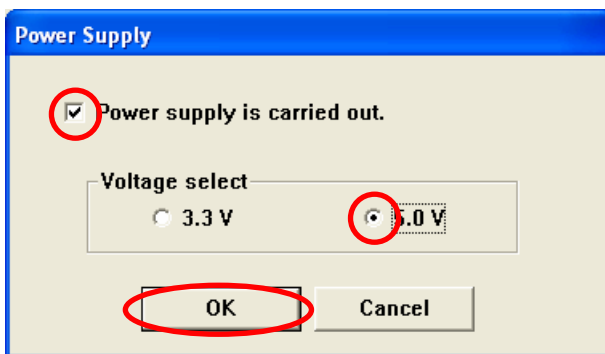 Power Supply
Power supply is carried out.
Voltage select
3.3 V
5.0 V
OK
Cancel